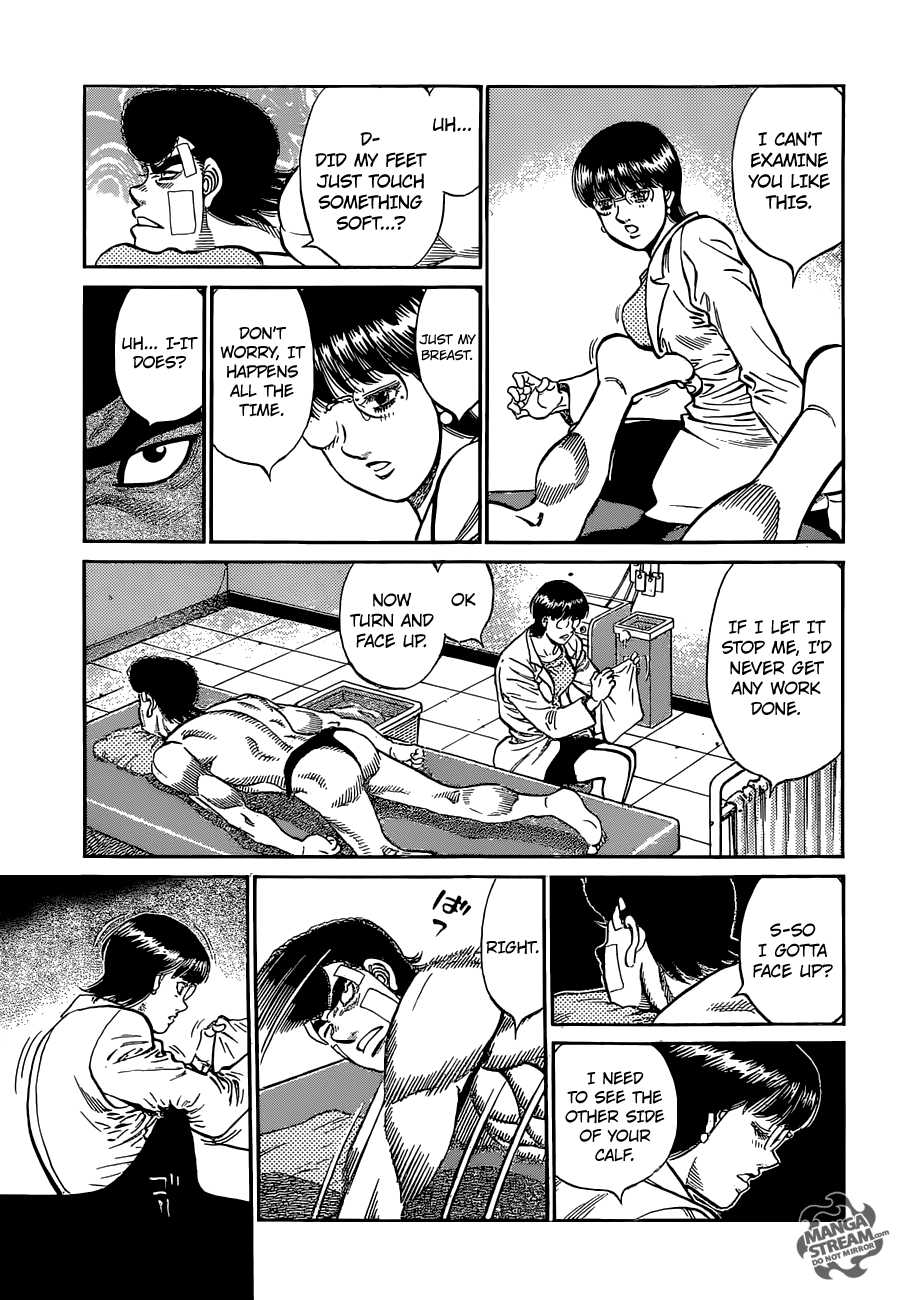 I CAN'T
EXAMINE
YOU LIKE
THIS.
UH...
D-
DID MY FEET
JUST TOUCH
SOMETHING
SOFT...?
JUST MY
BREAST.
DON'T
WORRY, IT
HAPPENS
ALL THE
TIME.
UH... I-IT
DOES?
IF I LET IT
STOP ME, I'D
NEVER GET
ANY WORK
DONE.
OK
NOW
TURN AND
FACE UP.
S-SO
I GOTTA
FACE UP?
I NEED
TO SEE THE
OTHER SIDE
OF YOUR
CALF.
RIGHT.
ばっ
MANGA
STREAM.com
DO NOT MIRROR